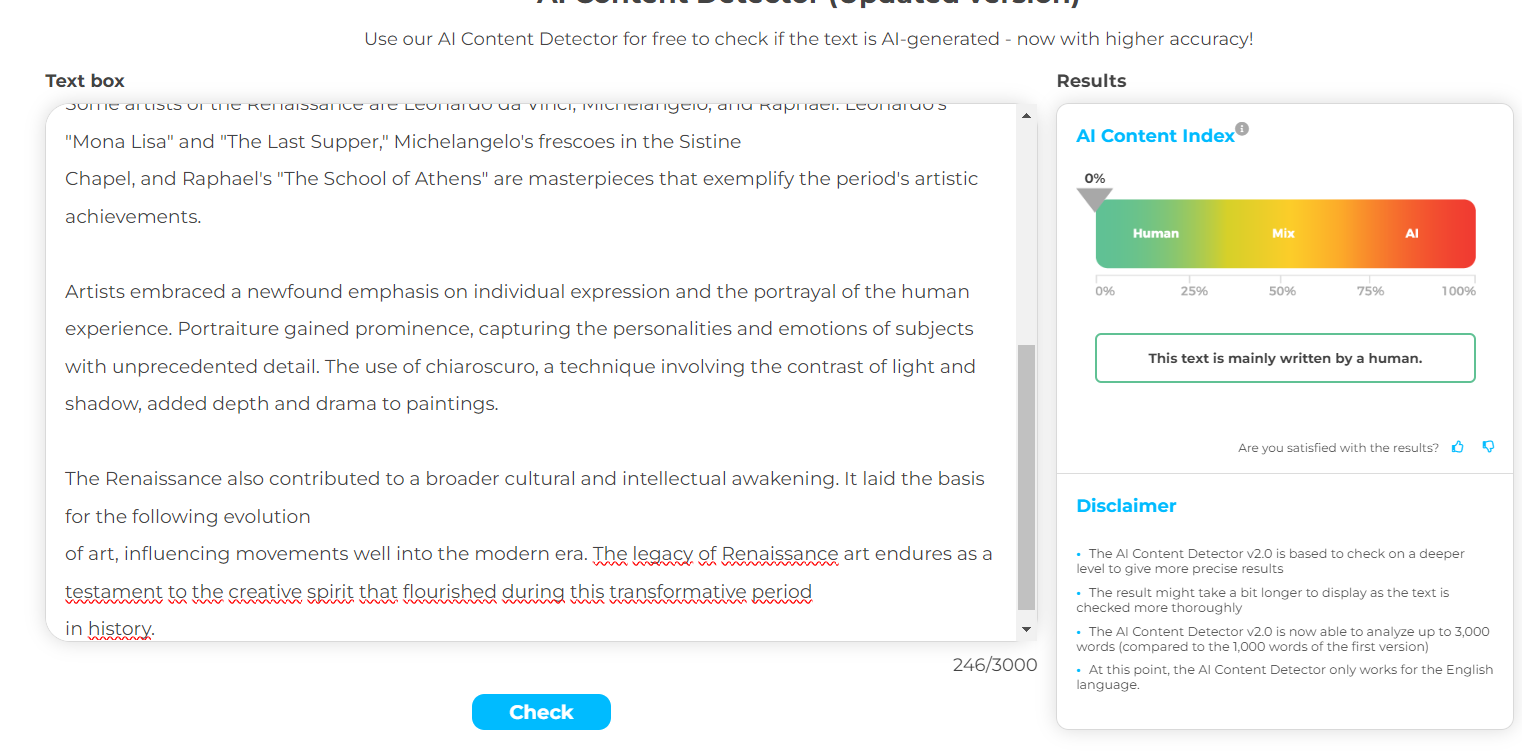 AI Content Detector (Updated Version)
Use our AI Content Detector for free to check if the text is AI-generated - now with higher accuracy!
Text box
Some artists of the Renaissance are Leonardo da Vinci, Michelangelo, and Raphael. Leonardo's
"Mona Lisa" and "The Last Supper," Michelangelo's frescoes in the Sistine
Chapel, and Raphael's "The School of Athens" are masterpieces that exemplify the period's artistic
achievements.
Artists embraced a newfound emphasis on individual expression and the portrayal of the human
experience. Portraiture gained prominence, capturing the personalities and emotions of subjects
with unprecedented detail. The use of chiaroscuro, a technique involving the contrast of light and
shadow, added depth and drama to paintings.
The Renaissance also contributed to a broader cultural and intellectual awakening. It laid the basis
for the following evolution
of art, influencing movements well into the modern era. The legacy of Renaissance art endures as a
testament to the creative spirit that flourished during this transformative period
in history.
246/3000
Check
Results
AI Content Index
0%
Human Mix AI
0% 25% 50% 75% 100%
This text is mainly written by a human.
Are you satisfied with the results?
Disclaimer
• The AI Content Detector v2.0 is based to check on a deeper
level to give more precise results
• The result might take a bit longer to display as the text is
checked more thoroughly
• The AI Content Detector v2.0 is now able to analyze up to 3,000
words (compared to the 1,000 words of the first version)
• At this point, the AI Content Detector only works for the English
language.